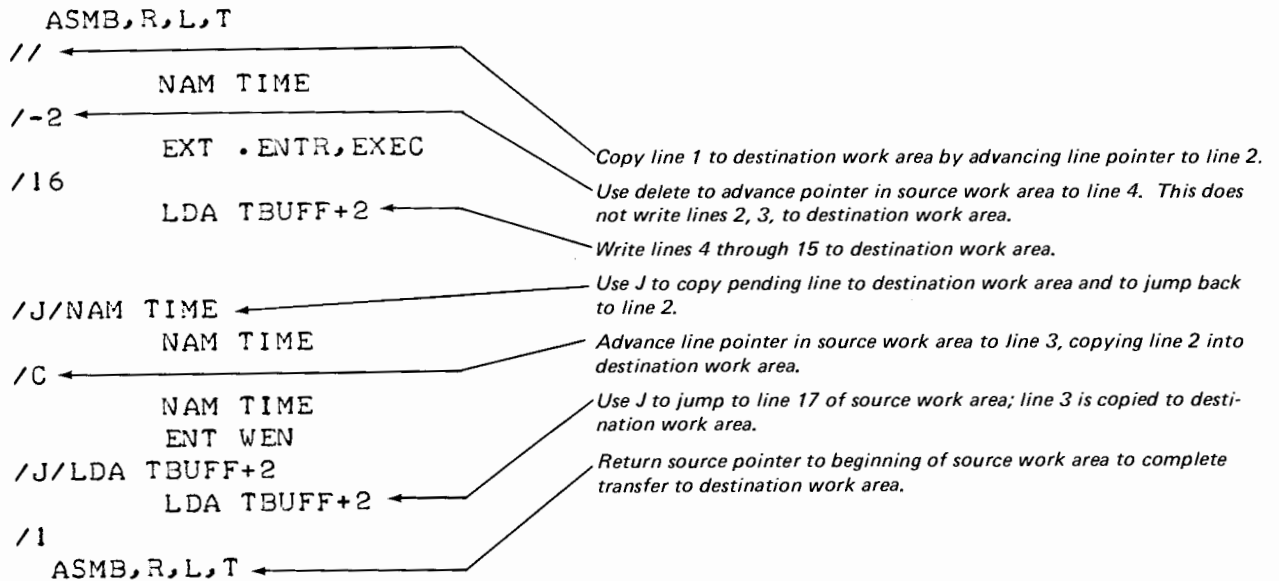 ASMB,R,L,T
//
NAM TIME
/-2
EXT .ENTR,EXEC
Copy line 1 to destination work area by advancing line pointer to line 2.
/16
Use delete to advance pointer in source work area to line 4. This does
not write lines 2, 3, to destination work area.
LDA TBUFF+2
Write lines 4 through 15 to destination work area.
/J/NAM TIME
Use J to copy pending line to destination work area and to jump back
to line 2.
NAM TIME
Advance line pointer in source work area to line 3, copying line 2 into
destination work area.
/C
NAM TIME
Use J to jump to line 17 of source work area; line 3 is copied to desti-
nation work area.
ENT WEN
/J/LDA TBUFF+2
Return source pointer to beginning of source work area to complete
transfer to destination work area.
LDA TBUFF+2
/1
ASMB,R,L,T